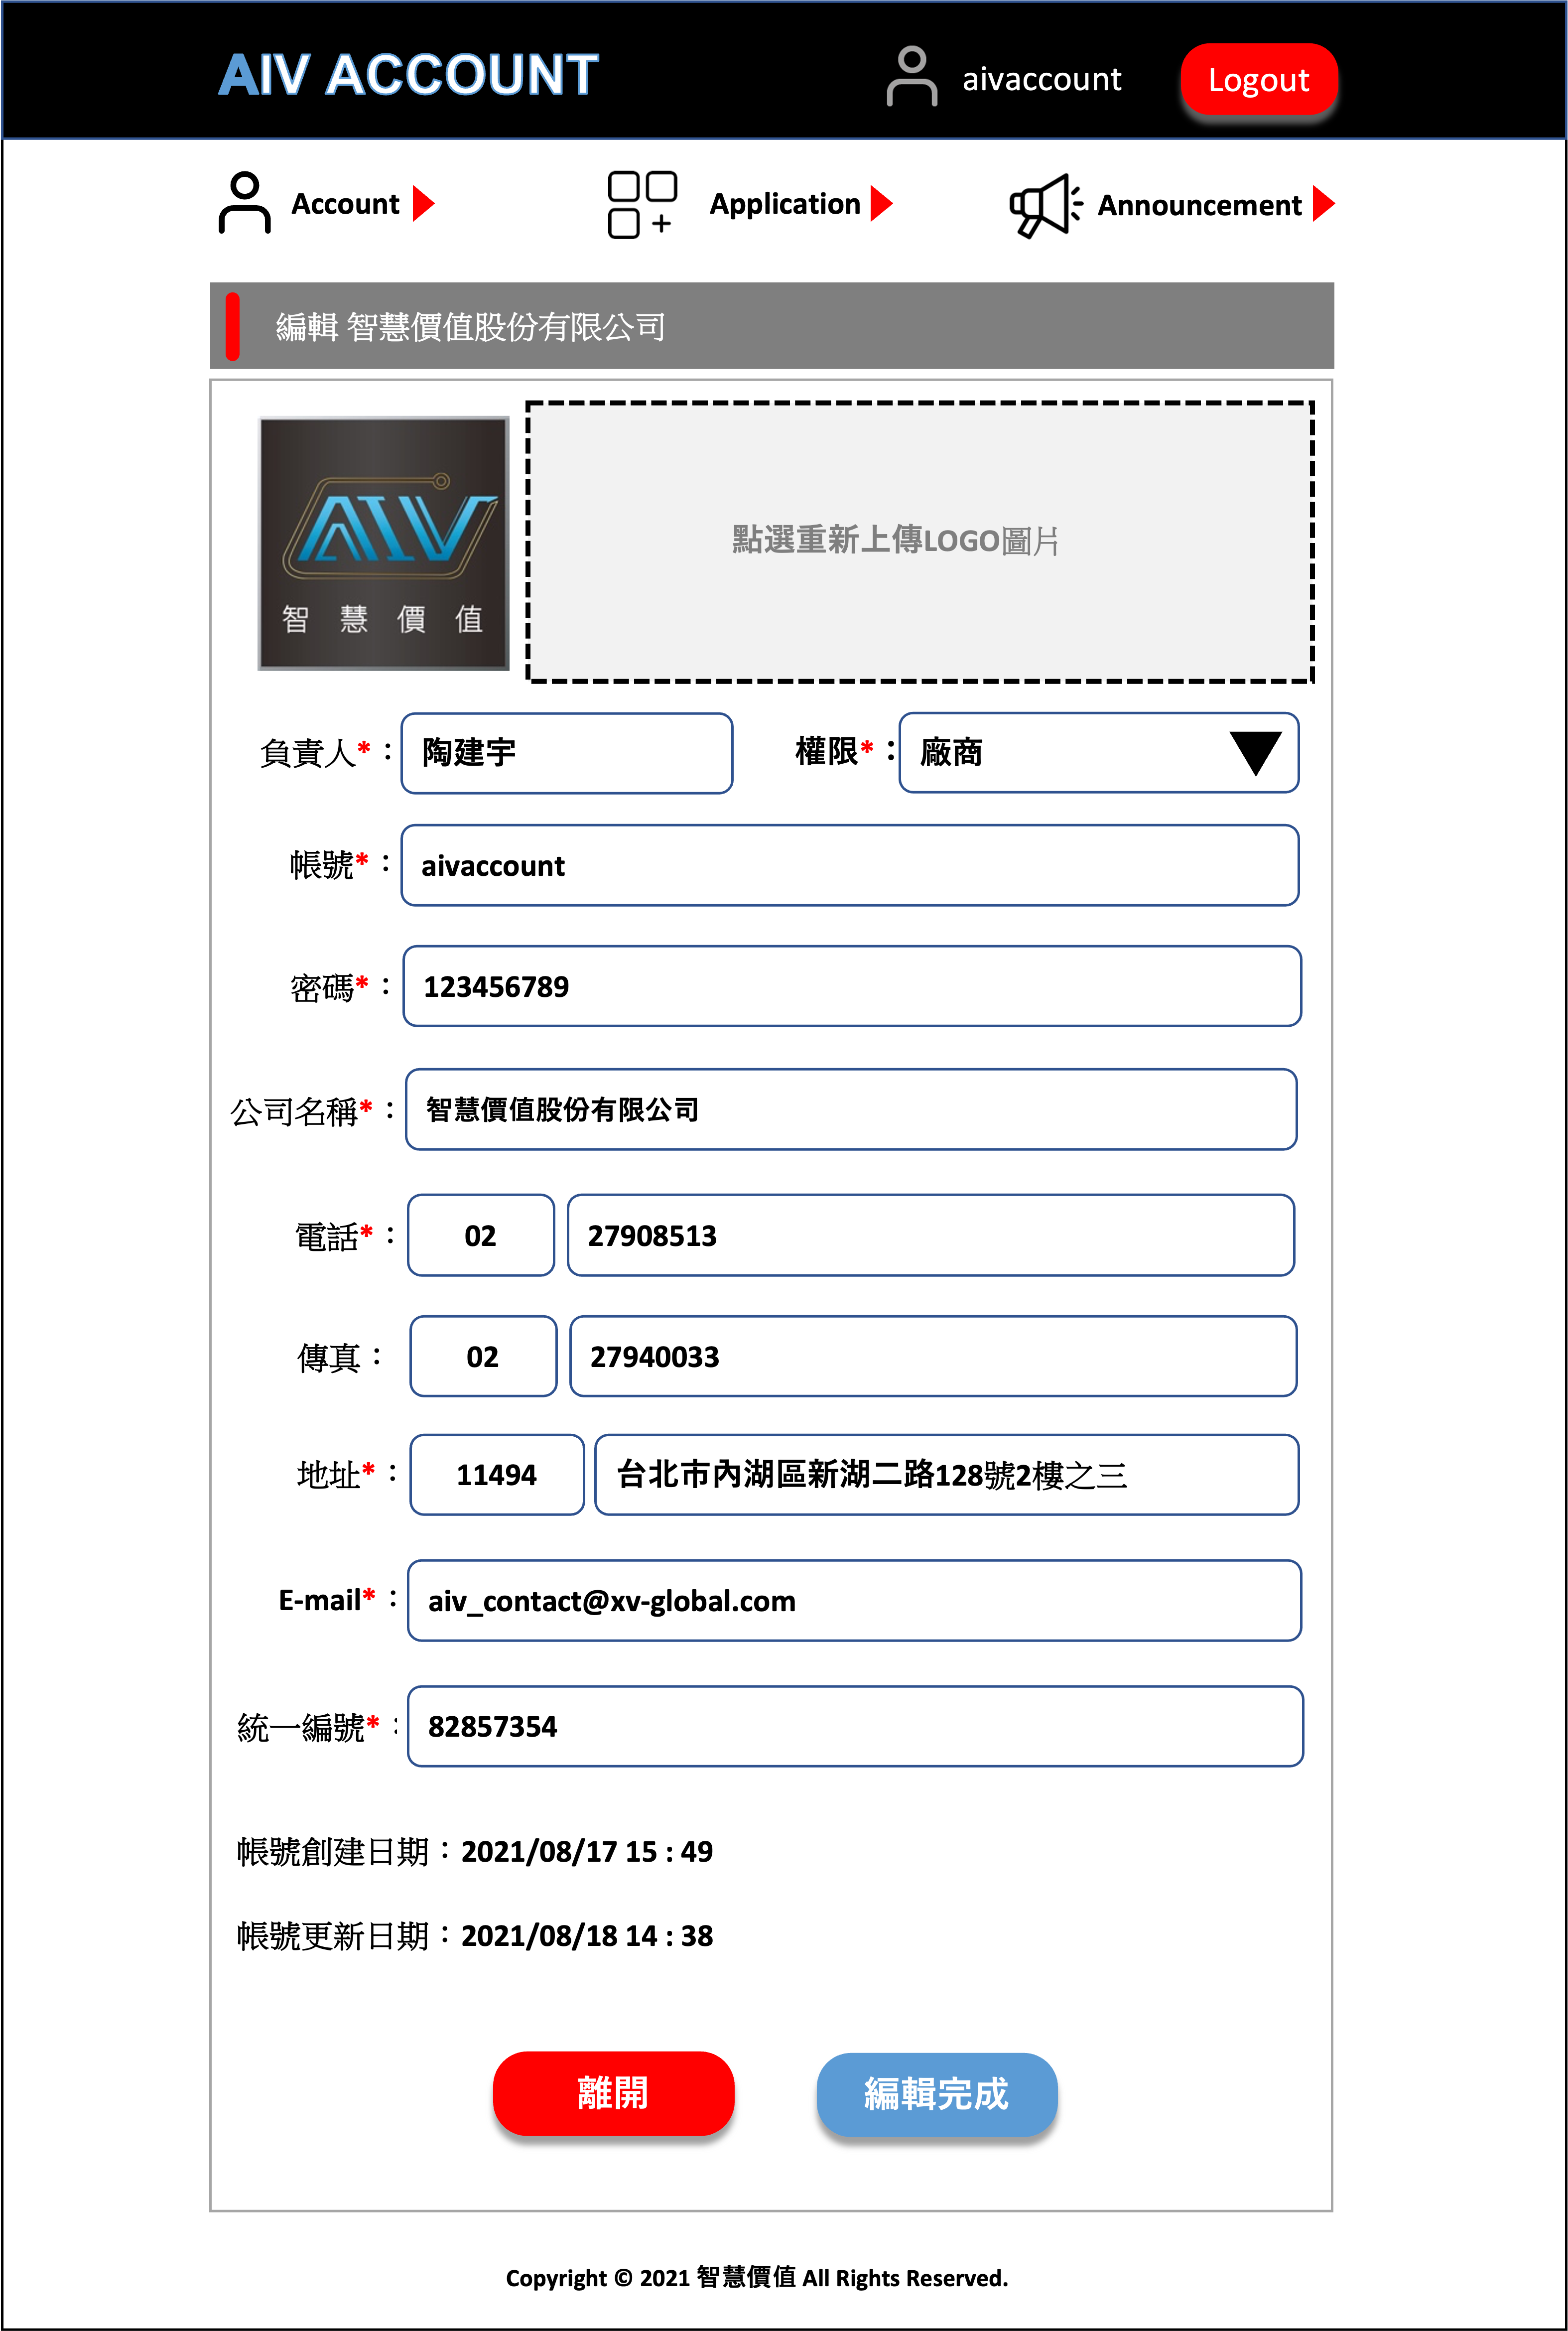 AIV ACCOUNT
aivaccount
Logout
Account
Application
Announcement
編輯 智慧價值股份有限公司
AIV
智 慧 價 值
點選重新上傳LOGO圖片
負責人*：陶建宇
權限*：廠商
帳號*：aivaccount
密碼*：123456789
公司名稱*：智慧價值股份有限公司
電話*：02 27908513
傳真：02 27940033
地址*：11494 台北市內湖區新湖二路128號2樓之三
E-mail*：aiv_contact@xv-global.com
統一編號*：82857354
帳號創建日期：2021/08/17 15 : 49
帳號更新日期：2021/08/18 14 : 38
離開
編輯完成
Copyright © 2021 智慧價值 All Rights Reserved.